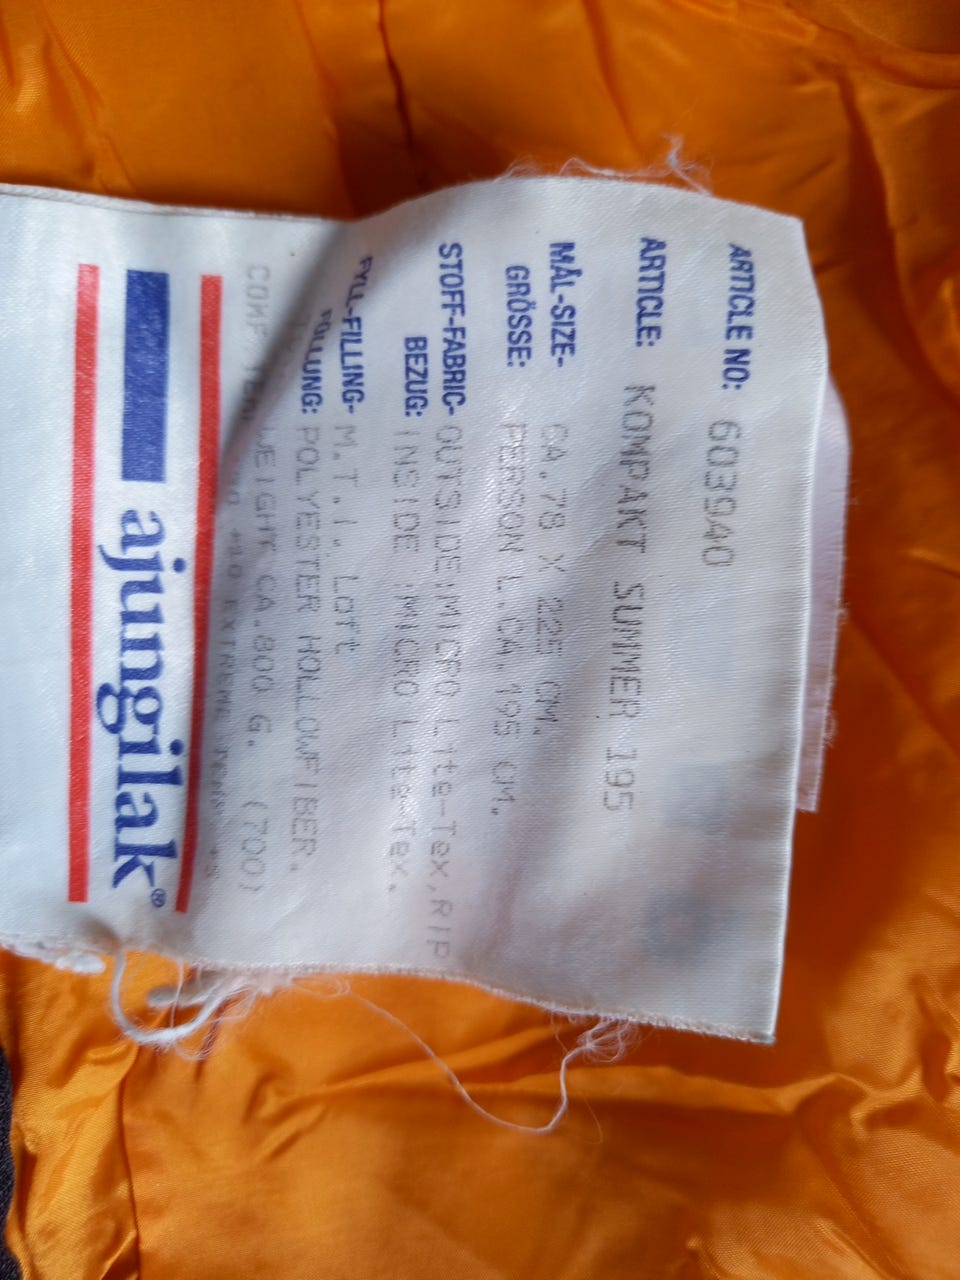 ARTICLE NO: 603940
ARTICLE: KOMPAKT SUMMER 195
MÅL-SIZE- CA.78 X 225 CM.
GRÖSSE: PERSON L.CA.195 CM.
STOFF-FABRIC- OUTSIDE:MICRO Lite-Tex,RIP
BEZUG: INSIDE :MICRO Lite-Tex.
FYLL-FILLING- M.T.I. Loft
FÜLLUNG: POLYESTER HOLLOWFIBER.
WEIGHT CA.800 G. (700)
EXTREME
ajungilak®